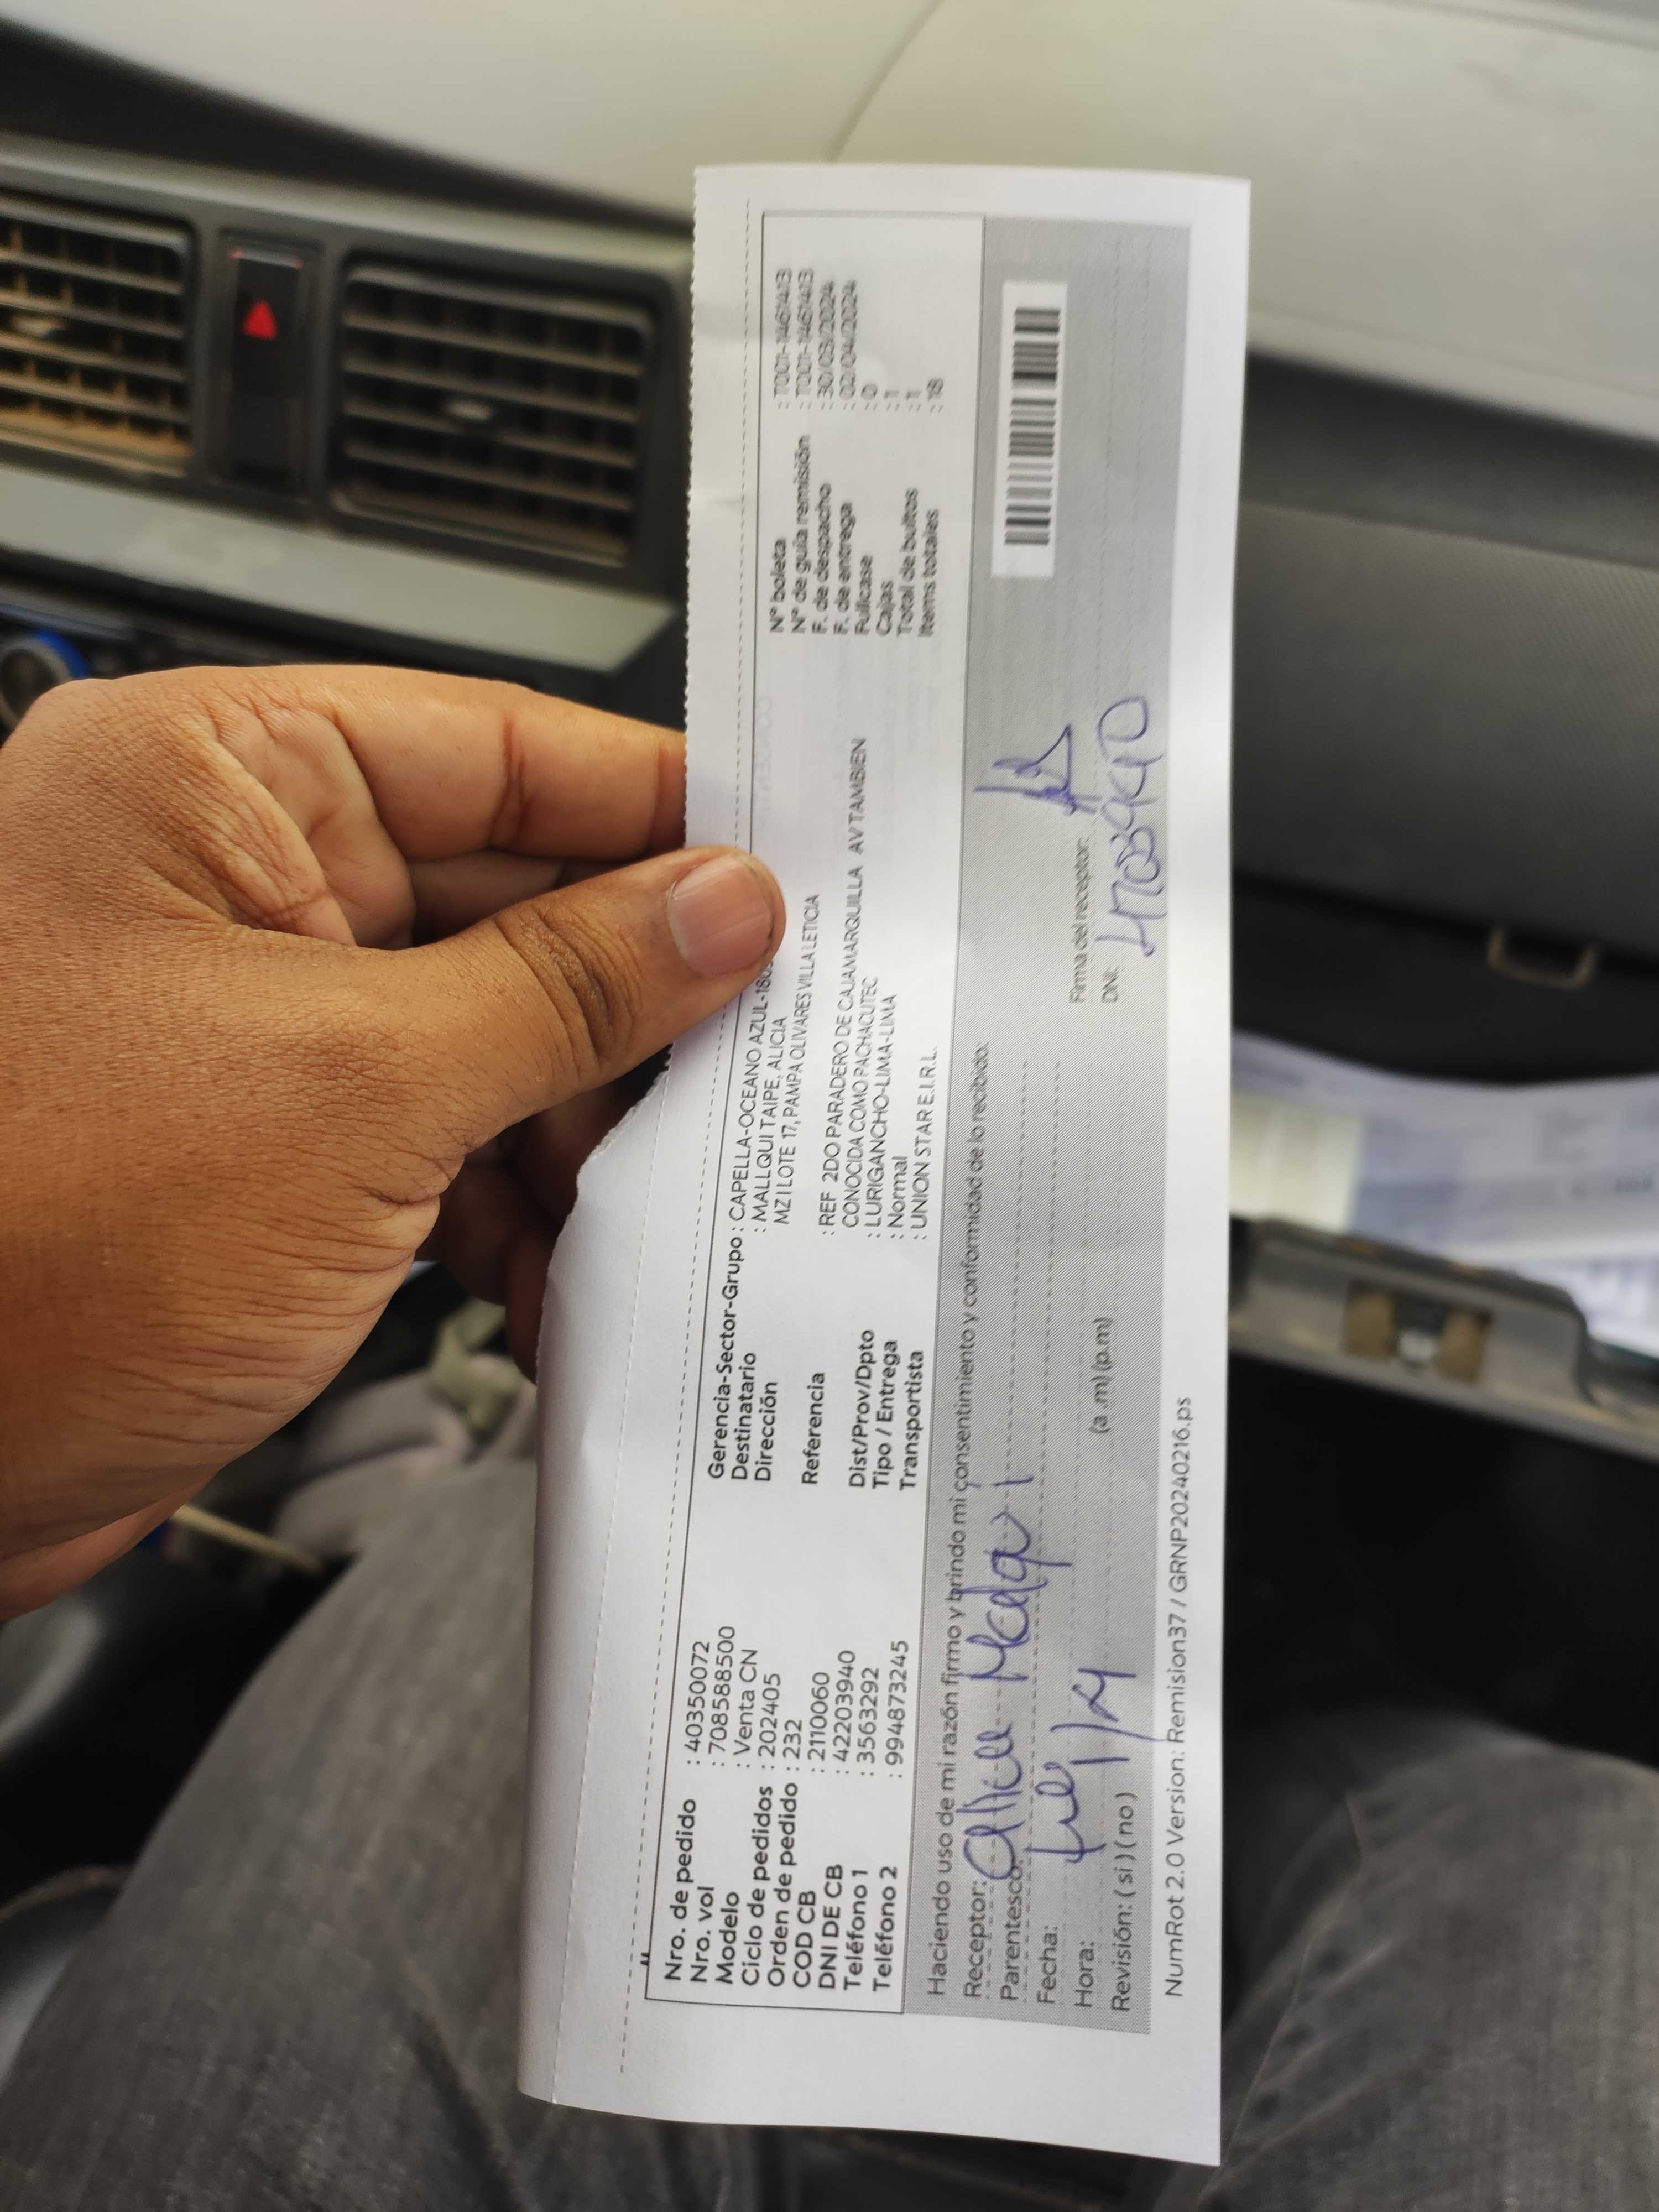 Nro. de pedido : 40350072
Nro. vol : 708588500
Modelo : Venta CN
Ciclo de pedidos : 202405
Orden de pedido : 232
COD CB : 2110060
DNI DE CB : 42203940
Teléfono 1 : 3563292
Teléfono 2 : 994873245
Gerencia-Sector-Grupo : CAPELLA-OCEANO AZUL-180
Destinatario : MALLQUI TAIPE, ALICIA
Dirección MZ I LOTE 17, PAMPA OLIVARES VILLA LETICIA
Referencia : REF 2DO PARADERO DE CAJAMARQUILLA AV TAMBIEN
CONOCIDA COMO PACHACUTEC
Dist/Prov/Dpto : LURIGANCHO-LIMA-LIMA
Tipo / Entrega : Normal
Transportista : UNION STAR E.I.R.L.
N° boleta : T001-1461413
N° de guía remisión : T001-1461413
F. de despacho : 30/03/2024
F. de entrega : 02/04/2024
Fullcase : 0
Cajas : 1
Total de bultos : 1
Items totales : 18
Haciendo uso de mi razón firmo y brindo mi consentimiento y conformidad de lo recibido:
Receptor:
Parentesco:
Fecha:
Hora: (a .m) (p.m)
Revisión: ( si ) ( no )
Firma del receptor:
DNI:
NumRot 2.0 Version: Remision37 / GRNP20240216.ps